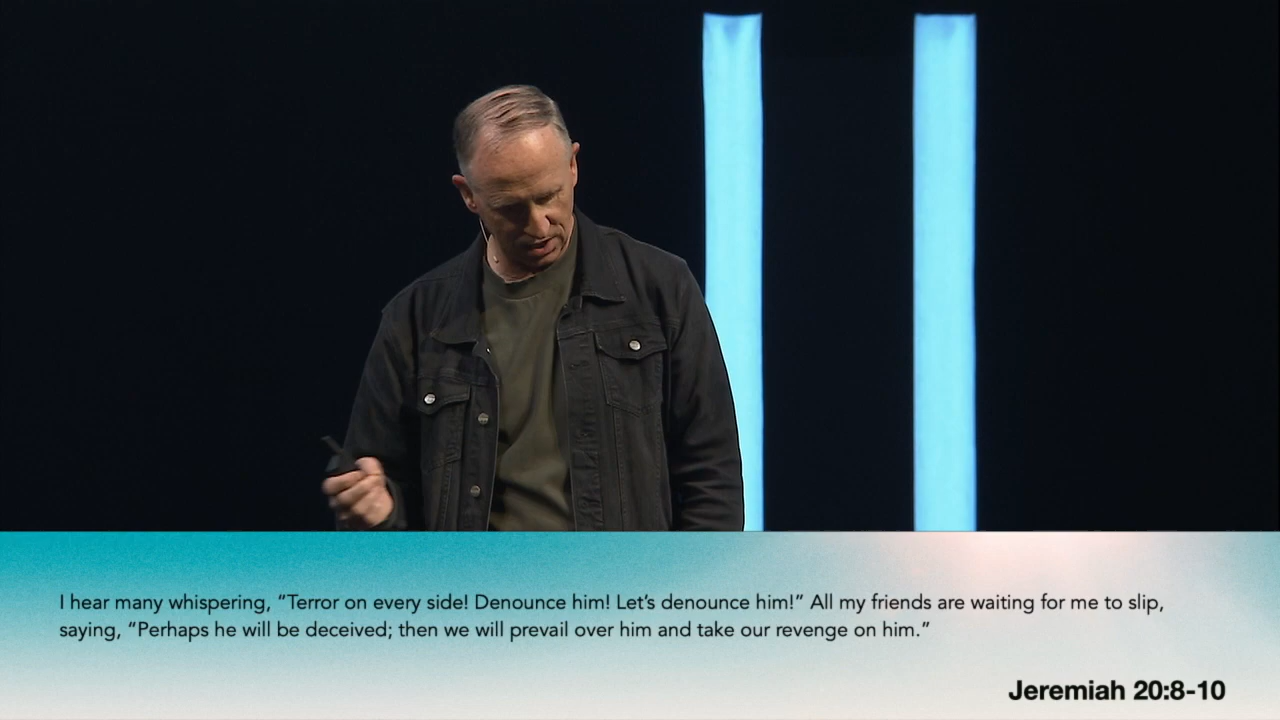 I hear many whispering, “Terror on every side! Denounce him! Let’s denounce him!” All my friends are waiting for me to slip,
saying, “Perhaps he will be deceived; then we will prevail over him and take our revenge on him.”
Jeremiah 20:8-10